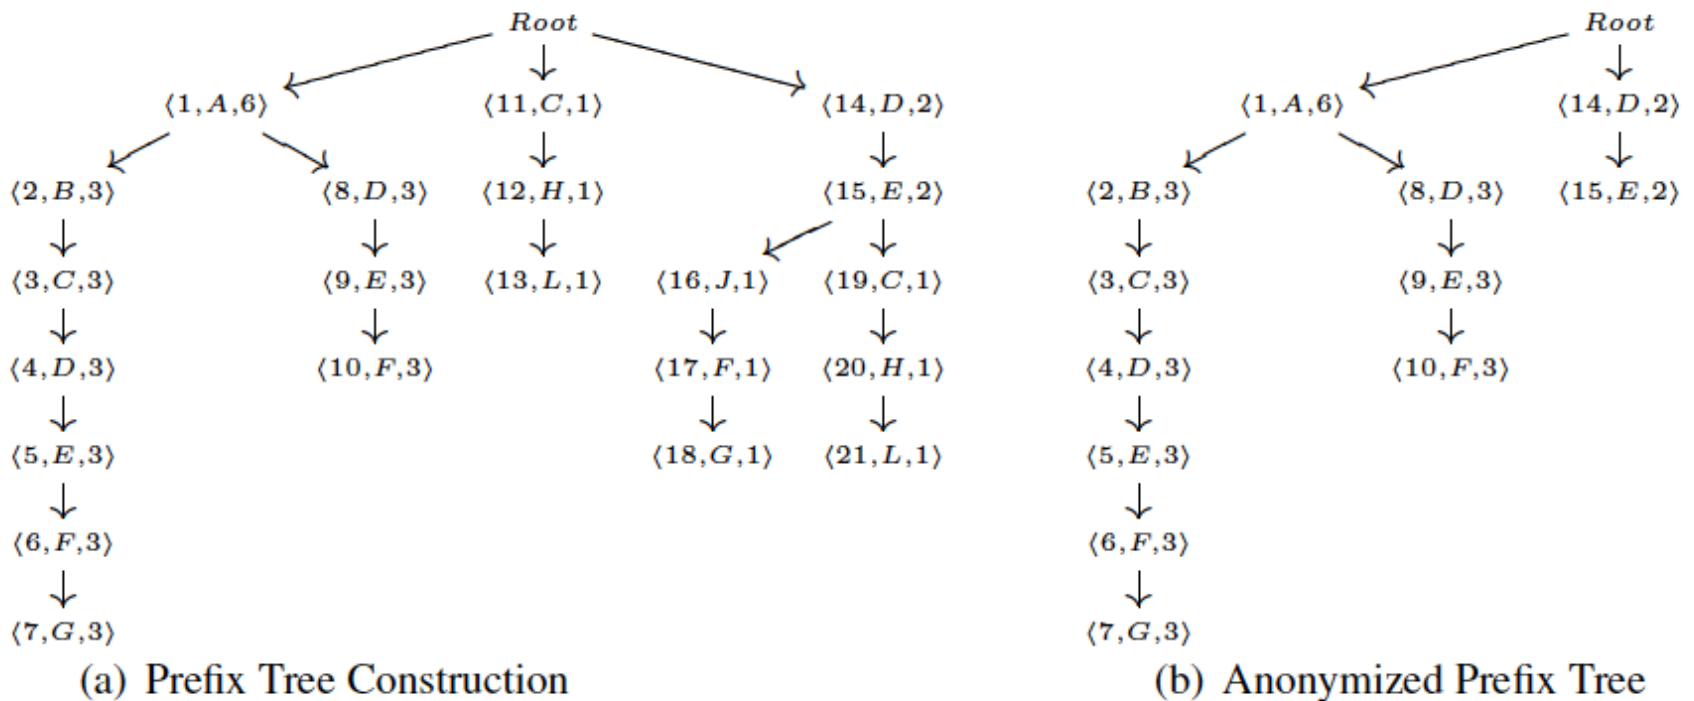 Root
⟨1,A,6⟩ ⟨11,C,1⟩ ⟨14,D,2⟩
⟨2,B,3⟩ ⟨8,D,3⟩ ⟨12,H,1⟩ ⟨15,E,2⟩
⟨3,C,3⟩ ⟨9,E,3⟩ ⟨13,L,1⟩ ⟨16,J,1⟩ ⟨19,C,1⟩
⟨4,D,3⟩ ⟨10,F,3⟩ ⟨17,F,1⟩ ⟨20,H,1⟩
⟨5,E,3⟩ ⟨18,G,1⟩ ⟨21,L,1⟩
⟨6,F,3⟩
⟨7,G,3⟩
(a) Prefix Tree Construction
Root
⟨1,A,6⟩ ⟨14,D,2⟩
⟨2,B,3⟩ ⟨8,D,3⟩ ⟨15,E,2⟩
⟨3,C,3⟩ ⟨9,E,3⟩
⟨4,D,3⟩ ⟨10,F,3⟩
⟨5,E,3⟩
⟨6,F,3⟩
⟨7,G,3⟩
(b) Anonymized Prefix Tree